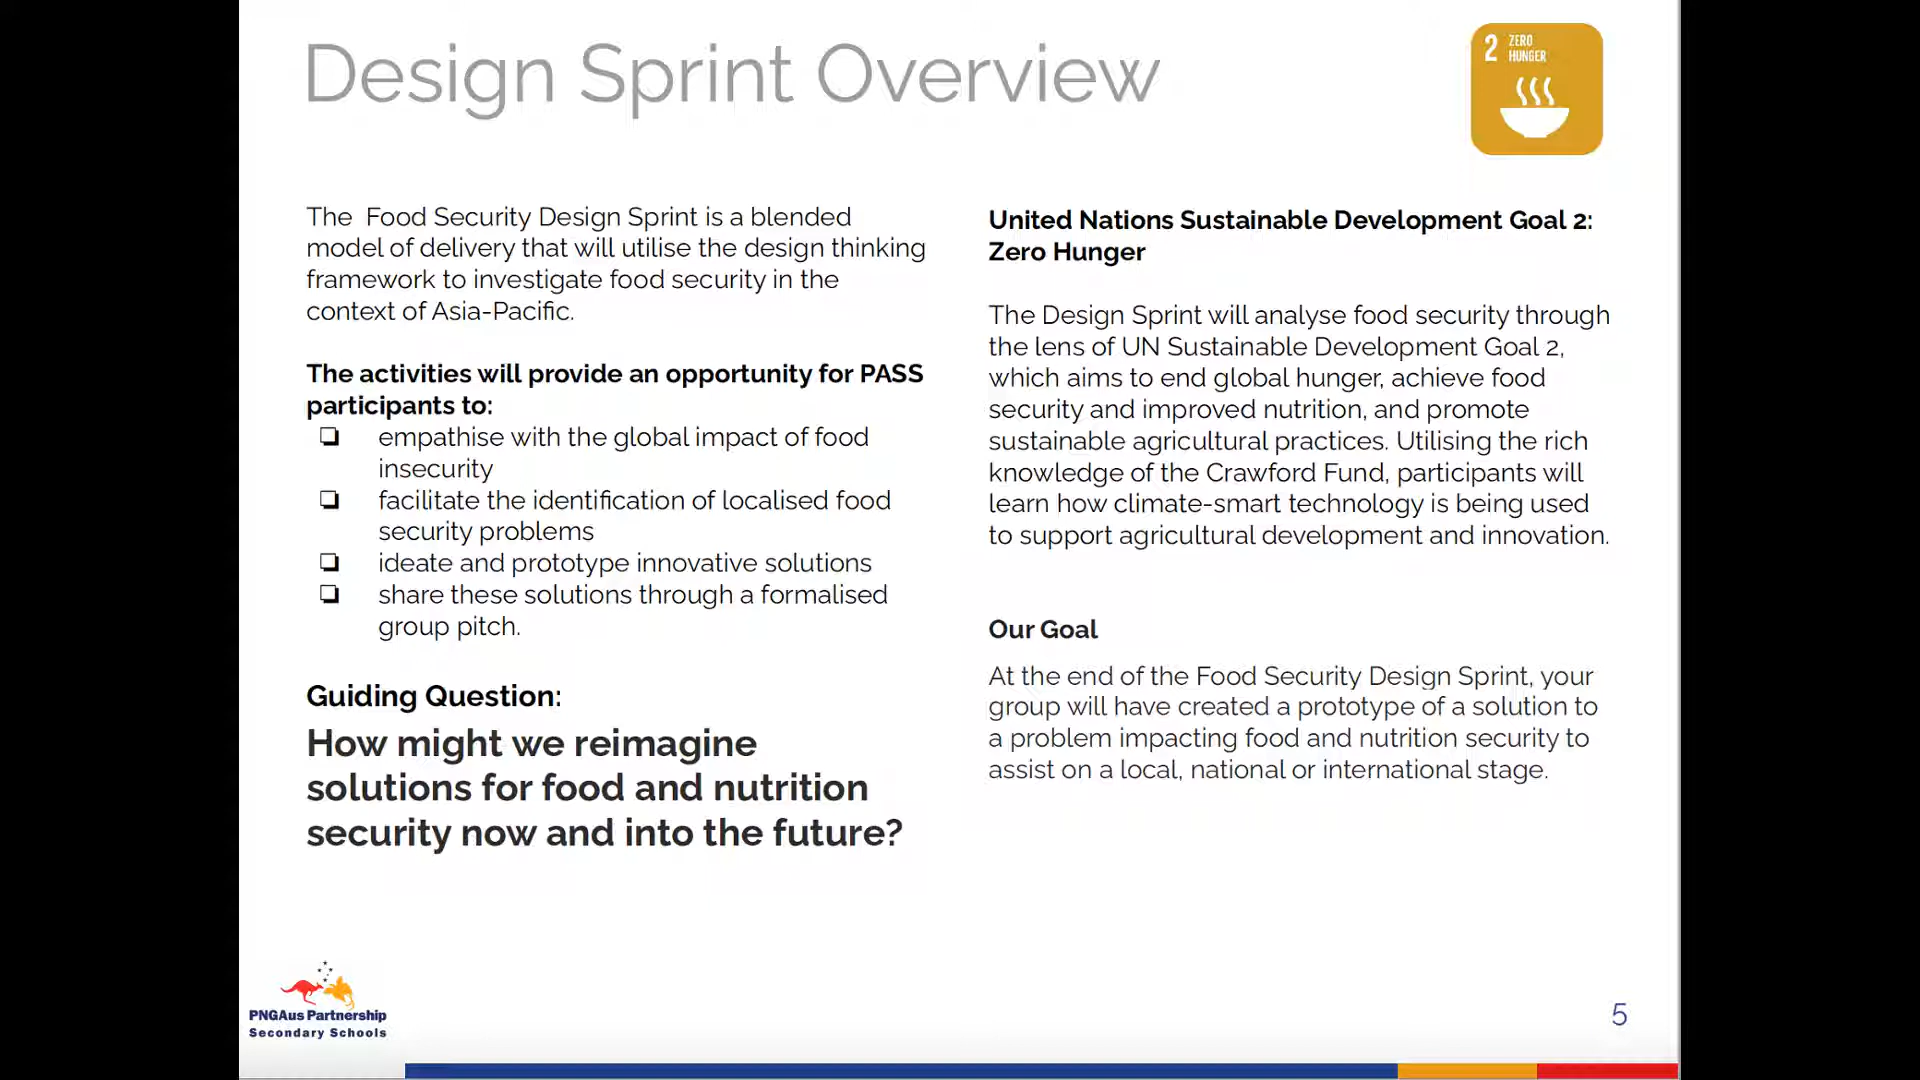 Design Sprint Overview
2 ZERO
HUNGER
The Food Security Design Sprint is a blended
model of delivery that will utilise the design thinking
framework to investigate food security in the
context of Asia-Pacific.
The activities will provide an opportunity for PASS
participants to:
❏ empathise with the global impact of food
insecurity
❏ facilitate the identification of localised food
security problems
❏ ideate and prototype innovative solutions
❏ share these solutions through a formalised
group pitch.
Guiding Question:
How might we reimagine
solutions for food and nutrition
security now and into the future?
United Nations Sustainable Development Goal 2:
Zero Hunger
The Design Sprint will analyse food security through
the lens of UN Sustainable Development Goal 2,
which aims to end global hunger, achieve food
security and improved nutrition, and promote
sustainable agricultural practices. Utilising the rich
knowledge of the Crawford Fund, participants will
learn how climate-smart technology is being used
to support agricultural development and innovation.
Our Goal
At the end of the Food Security Design Sprint, your
group will have created a prototype of a solution to
a problem impacting food and nutrition security to
assist on a local, national or international stage.
PNGAus Partnership
Secondary Schools
5